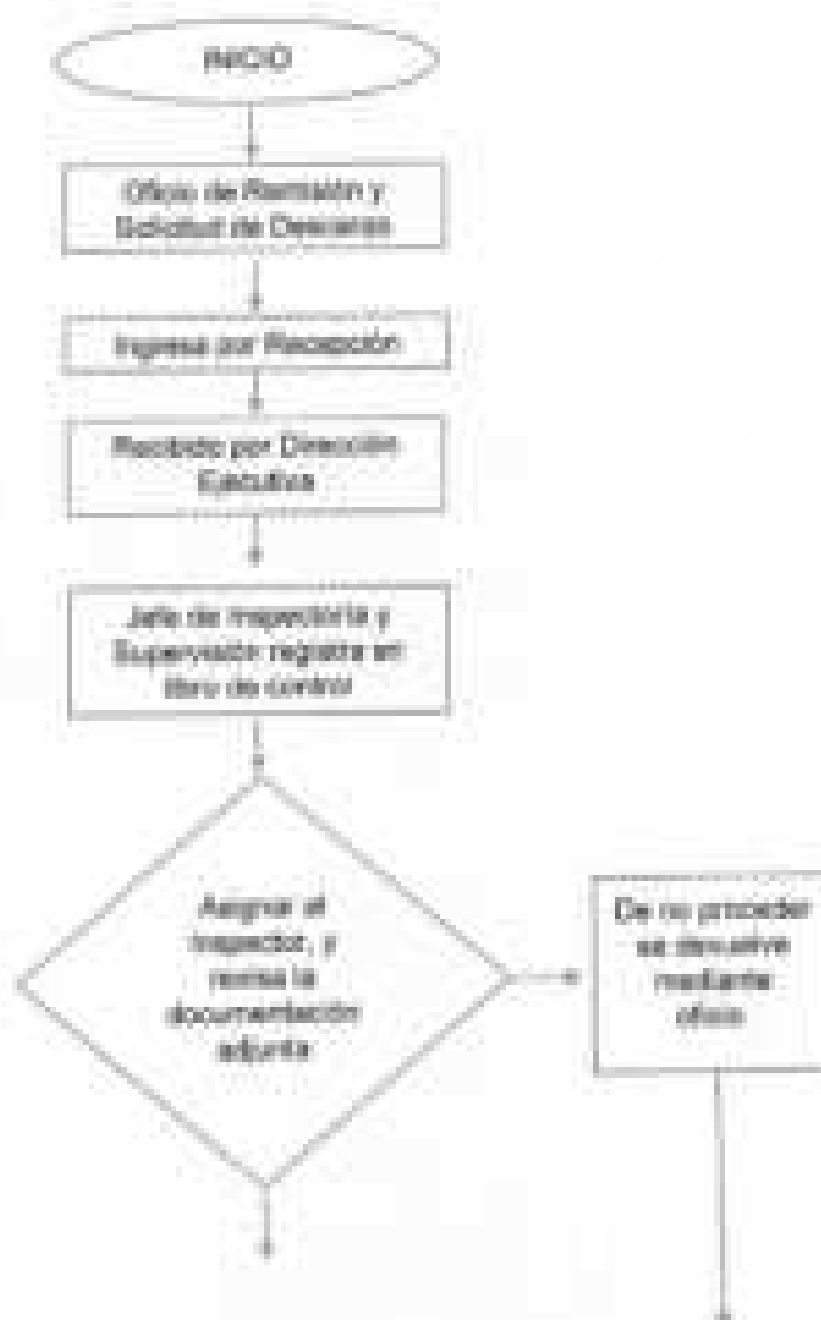 INICIO
Oficio de Remisión y
Solicitud de Descargo
Ingresa por Recepción
Recibido por Dirección
Ejecutiva
Jefe de Inspectoría y
Supervisión registra en
libro de control
Asignar al
Inspector, y
revisa la
documentación
adjunta
De no proceder
se devuelve
mediante
oficio